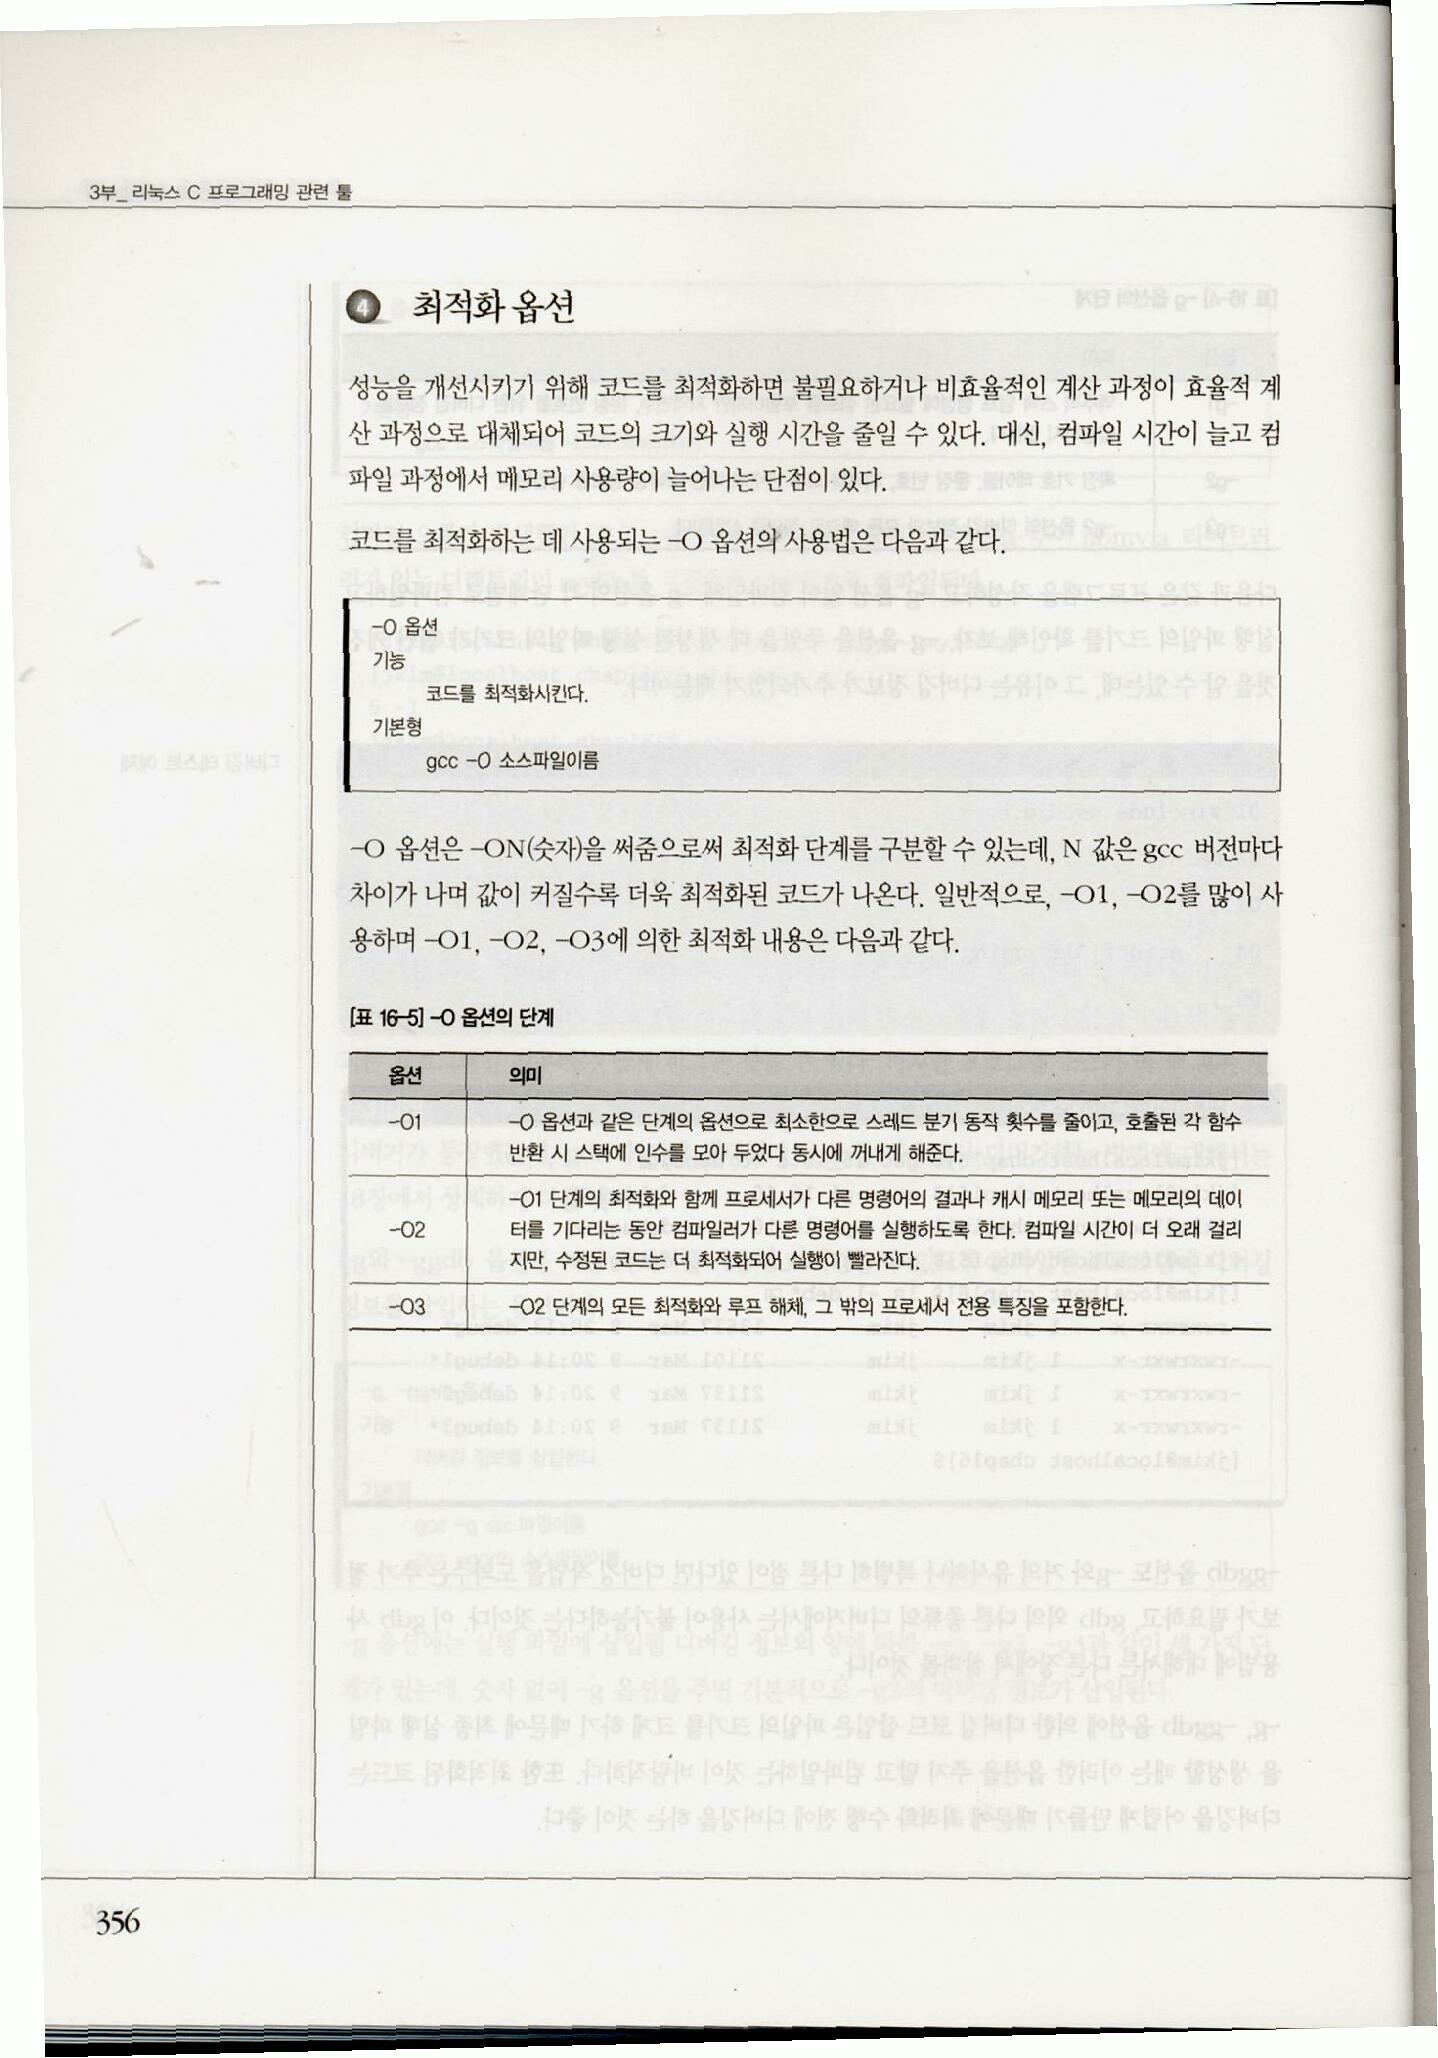 3부_ 리눅스 C 프로그래밍 관련 툴
4 최적화 옵션
성능을 개선시키기 위해 코드를 최적화하면 불필요하거나 비효율적인 계산 과정이 효율적 계
산 과정으로 대체되어 코드의 크기와 실행 시간을 줄일 수 있다. 대신, 컴파일 시간이 늘고 컴
파일 과정에서 메모리 사용량이 늘어나는 단점이 있다.
코드를 최적화하는 데 사용되는 -O 옵션의 사용법은 다음과 같다.
-O 옵션
기능
코드를 최적화시킨다.
기본형
gcc -O 소스파일이름
-O 옵션은 -ON(숫자)을 써줌으로써 최적화 단계를 구분할 수 있는데, N 값은 gcc 버전마다
차이가 나며 값이 커질수록 더욱 최적화된 코드가 나온다. 일반적으로, -O1, -O2를 많이 사
용하며 -O1, -O2, -O3에 의한 최적화 내용은 다음과 같다.
[표 16-5] -O 옵션의 단계
옵션 의미
-O1 -O 옵션과 같은 단계의 옵션으로 최소한으로 스레드 분기 동작 횟수를 줄이고, 호출된 각 함수
반환 시 스택에 인수를 모아 두었다 동시에 꺼내게 해준다.
-O1 단계의 최적화와 함께 프로세서가 다른 명령어의 결과나 캐시 메모리 또는 메모리의 데이
-O2 터를 기다리는 동안 컴파일러가 다른 명령어를 실행하도록 한다. 컴파일 시간이 더 오래 걸리
지만, 수정된 코드는 더 최적화되어 실행이 빨라진다.
-O3 -O2 단계의 모든 최적화와 루프 해체, 그 밖의 프로세서 전용 특징을 포함한다.
356